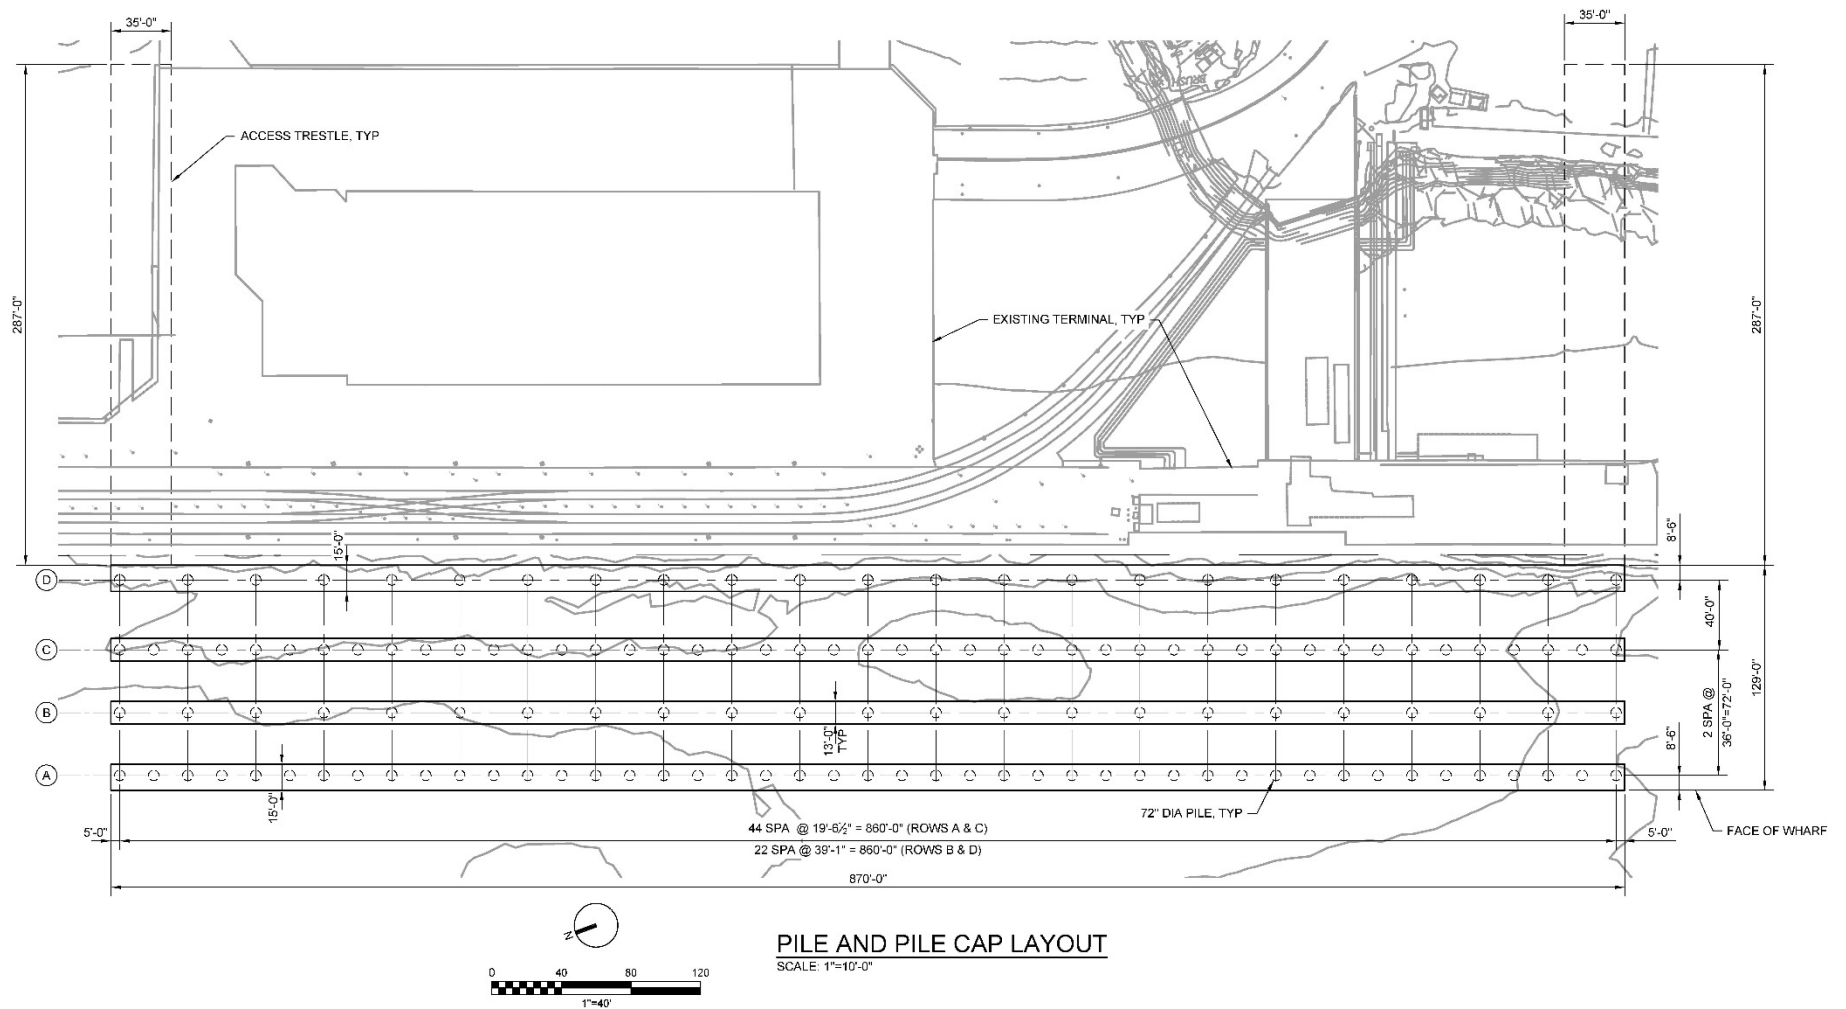 35'-0"
35'-0"
BRUSH
ACCESS TRESTLE, TYP
287'-0"
287'-0"
EXISTING TERMINAL, TYP
15'-0"
8'-6"
D
40'-0"
C
129'-0"
2 SPA @
36'-0"=72'-0"
B
13'-0"
TYP
8'-6"
A
15'-0"
72" DIA PILE, TYP
5'-0"
44 SPA @ 19'-6½" = 860'-0" (ROWS A & C)
5'-0"
FACE OF WHARF
22 SPA @ 39'-1" = 860'-0" (ROWS B & D)
870'-0"
N
PILE AND PILE CAP LAYOUT
SCALE: 1"=10'-0"
0 40 80 120
1"=40'